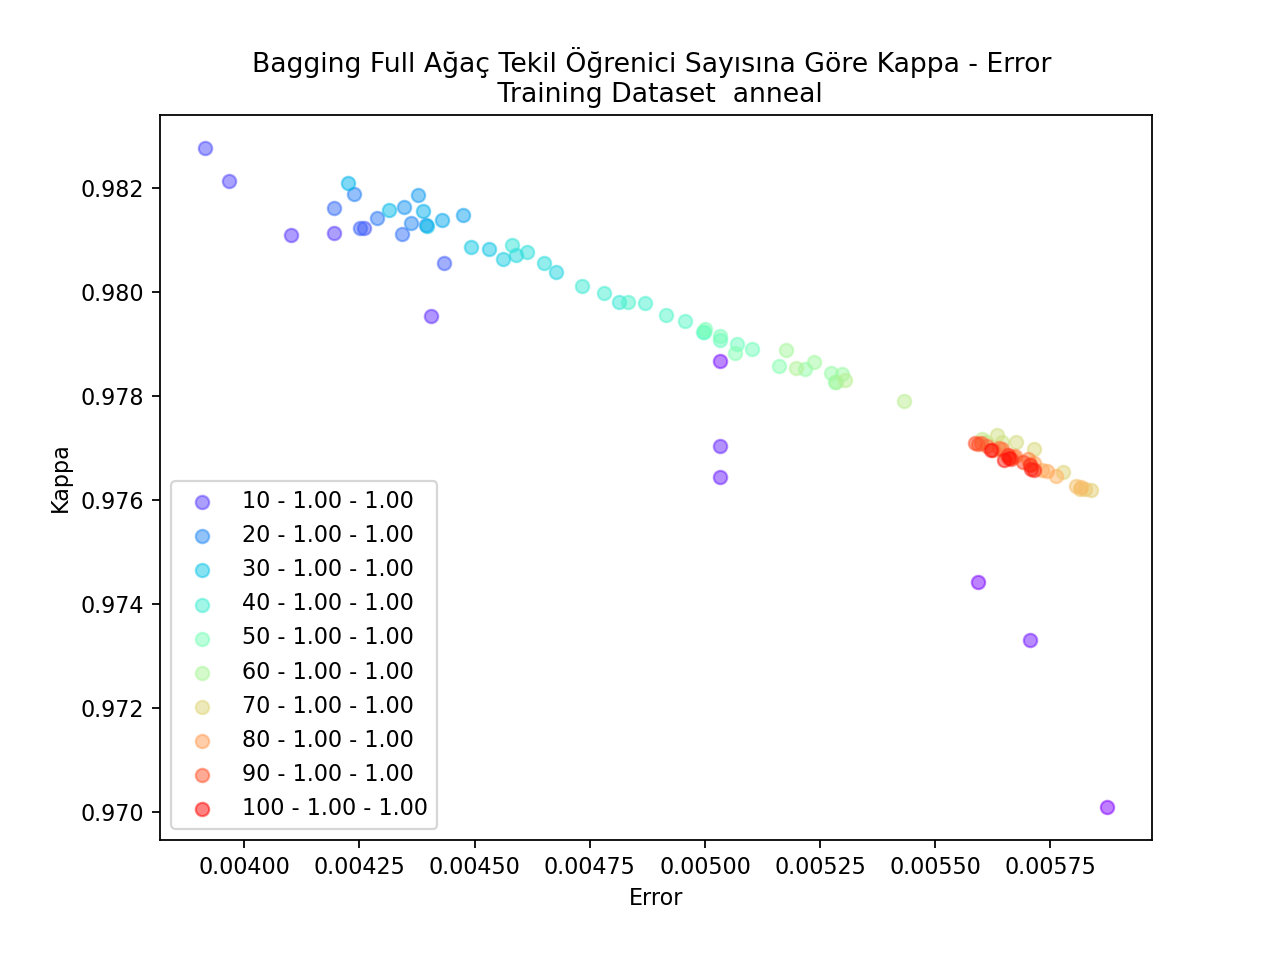 Bagging Full Ağaç Tekil Öğrenici Sayısına Göre Kappa - Error
Training Dataset  anneal
Kappa
0.982
0.980
0.978
0.976
0.974
0.972
0.970
10 - 1.00 - 1.00
20 - 1.00 - 1.00
30 - 1.00 - 1.00
40 - 1.00 - 1.00
50 - 1.00 - 1.00
60 - 1.00 - 1.00
70 - 1.00 - 1.00
80 - 1.00 - 1.00
90 - 1.00 - 1.00
100 - 1.00 - 1.00
0.00400 0.00425 0.00450 0.00475 0.00500 0.00525 0.00550 0.00575
Error